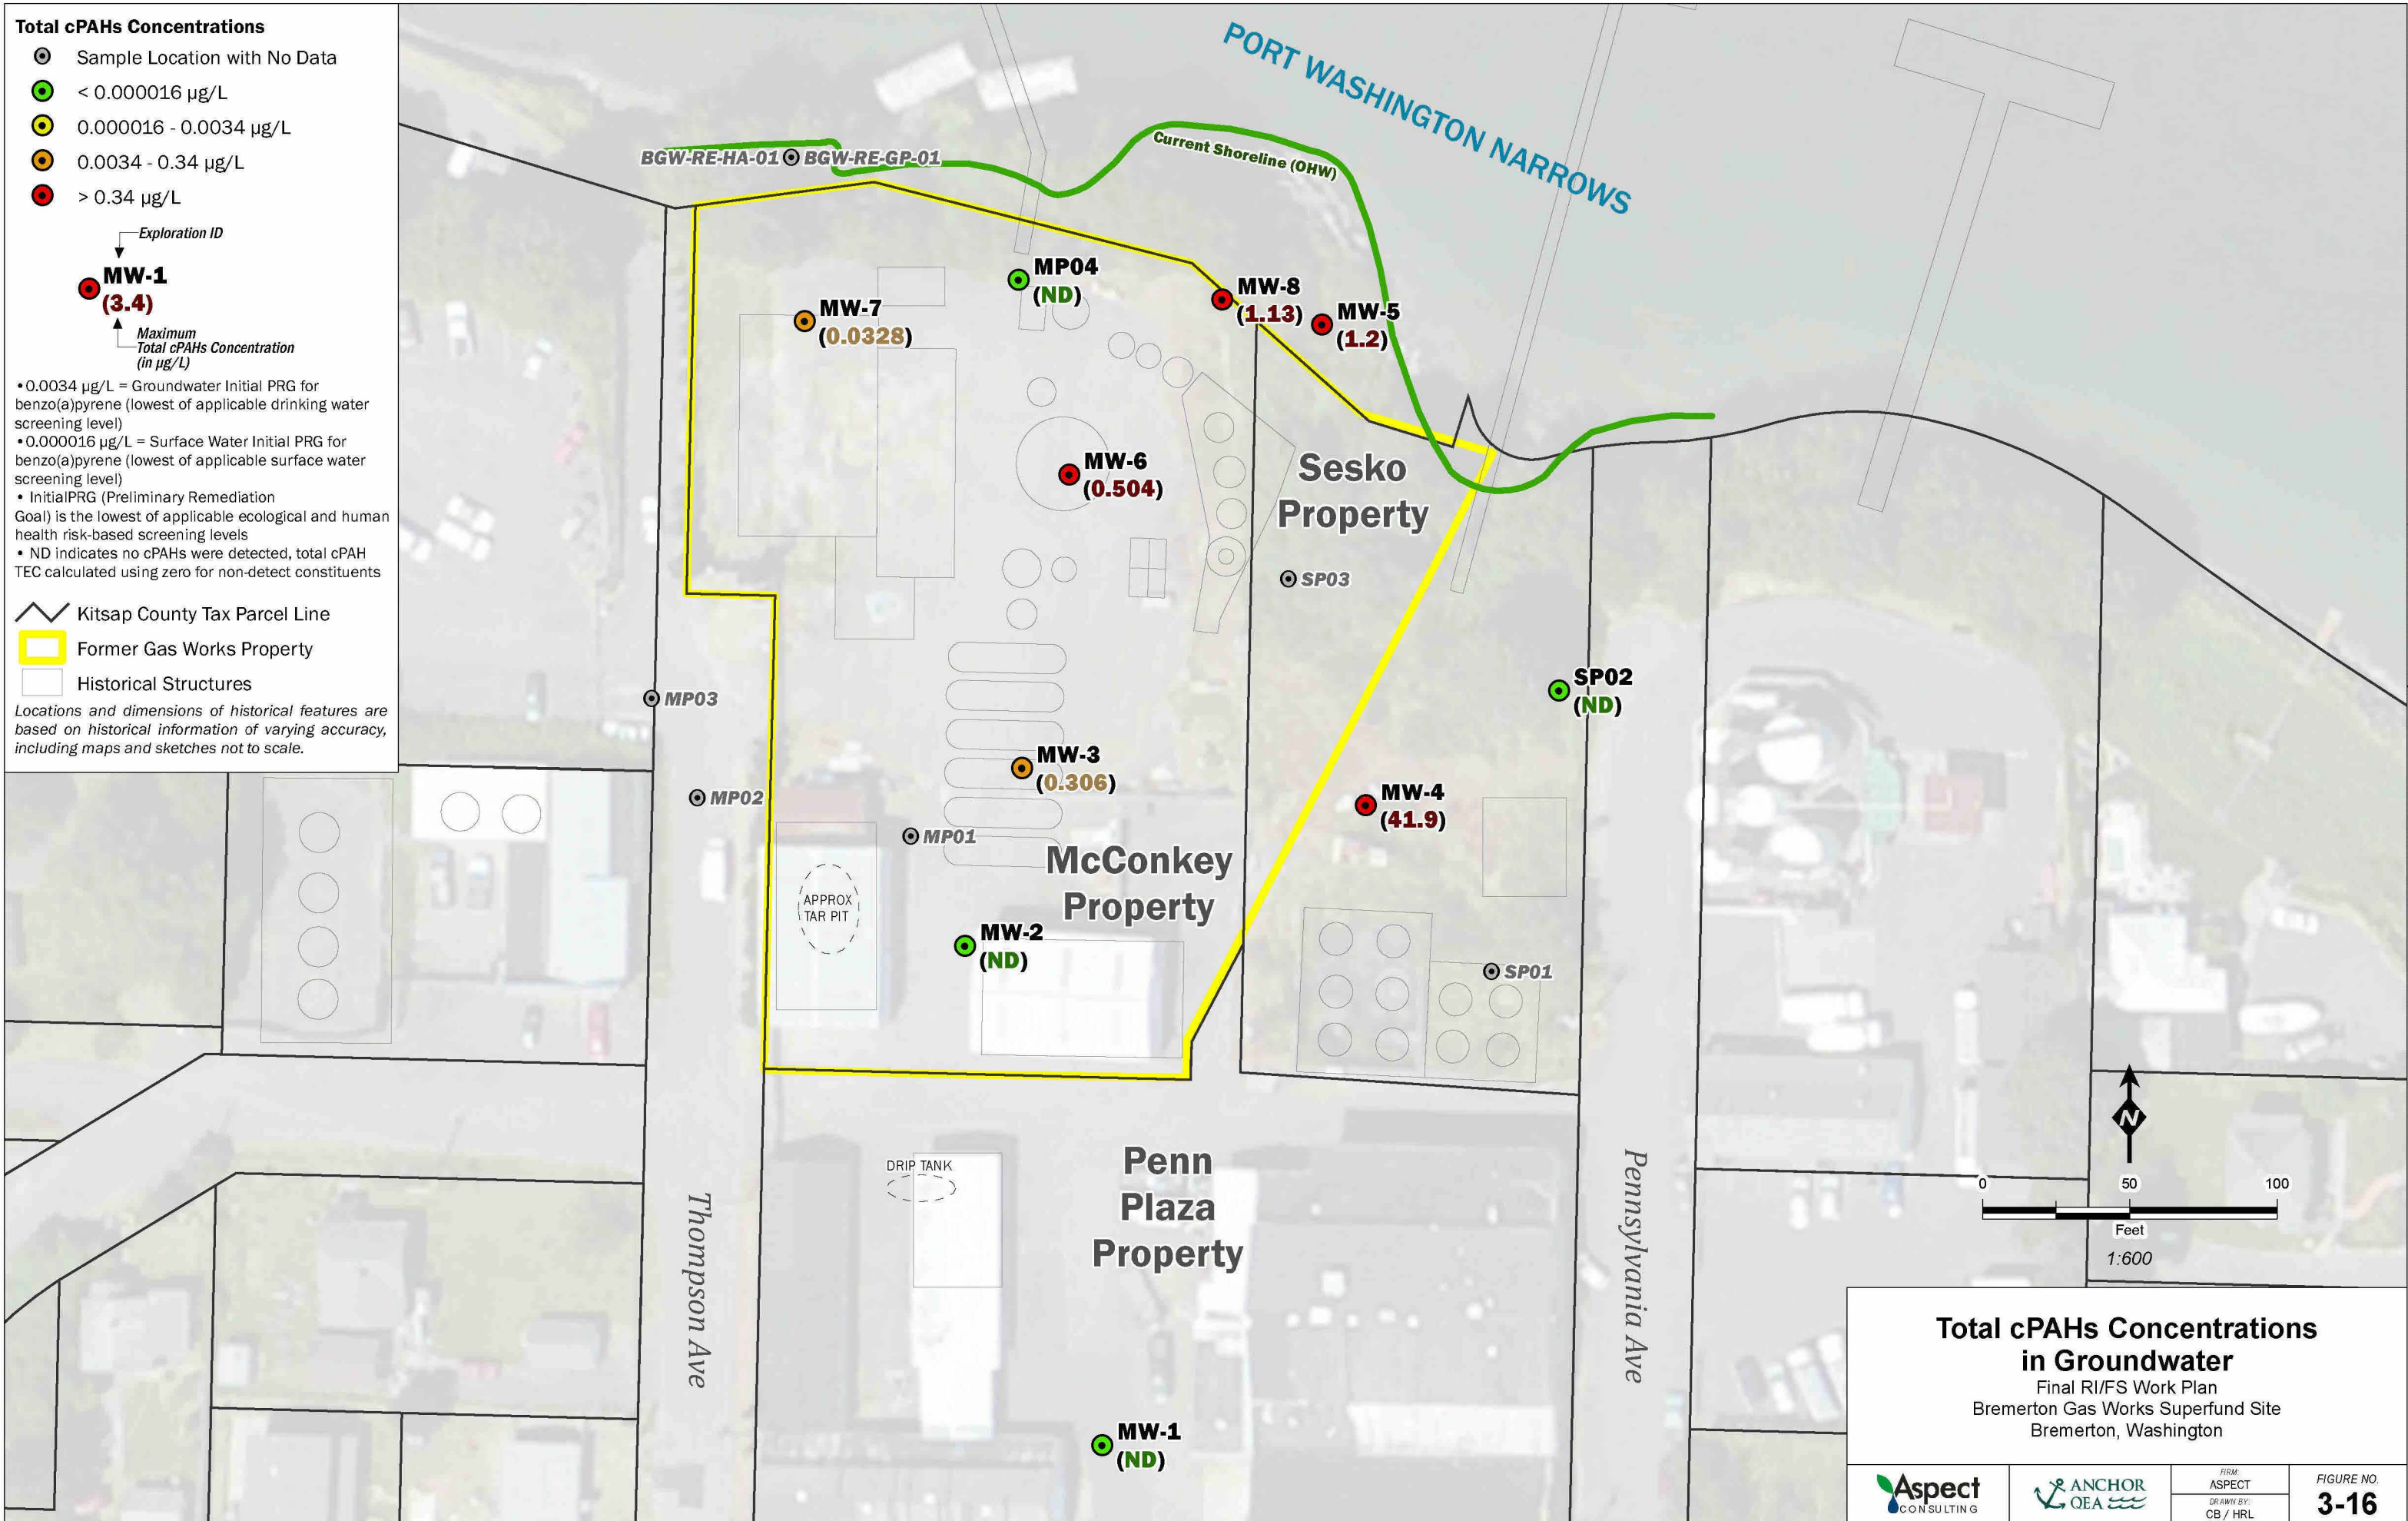 Total cPAHs Concentrations
Sample Location with No Data
< 0.000016 µg/L
0.000016 - 0.0034 µg/L
0.0034 - 0.34 µg/L
> 0.34 µg/L
Exploration ID
MW-1
(3.4)
Maximum
Total cPAHs Concentration
(in µg/L)
•0.0034 µg/L = Groundwater Initial PRG for
benzo(a)pyrene (lowest of applicable drinking water
screening level)
•0.000016 µg/L = Surface Water Initial PRG for
benzo(a)pyrene (lowest of applicable surface water
screening level)
• InitialPRG (Preliminary Remediation
Goal) is the lowest of applicable ecological and human
health risk-based screening levels
• ND indicates no cPAHs were detected, total cPAH
TEC calculated using zero for non-detect constituents
Kitsap County Tax Parcel Line
Former Gas Works Property
Historical Structures
Locations and dimensions of historical features are
based on historical information of varying accuracy,
including maps and sketches not to scale.
PORT WASHINGTON NARROWS
Current Shoreline (OHW)
BGW-RE-HA-01
BGW-RE-GP-01
MP04
(ND)
MW-8
(1.13)
MW-5
(1.2)
MW-7
(0.0328)
MW-6
(0.504)
Sesko
Property
SP03
SP02
(ND)
MP03
MW-3
(0.306)
MW-4
(41.9)
MP02
MP01
McConkey
Property
APPROX
TAR PIT
MW-2
(ND)
SP01
DRIP TANK
Penn
Plaza
Property
Thompson Ave
Pennsylvania Ave
MW-1
(ND)
N
0 50 100
Feet
1:600
Total cPAHs Concentrations
in Groundwater
Final RI/FS Work Plan
Bremerton Gas Works Superfund Site
Bremerton, Washington
Aspect
CONSULTING
ANCHOR
QEA
FIRM:
ASPECT
DRAWN BY:
CB / HRL
FIGURE NO.
3-16